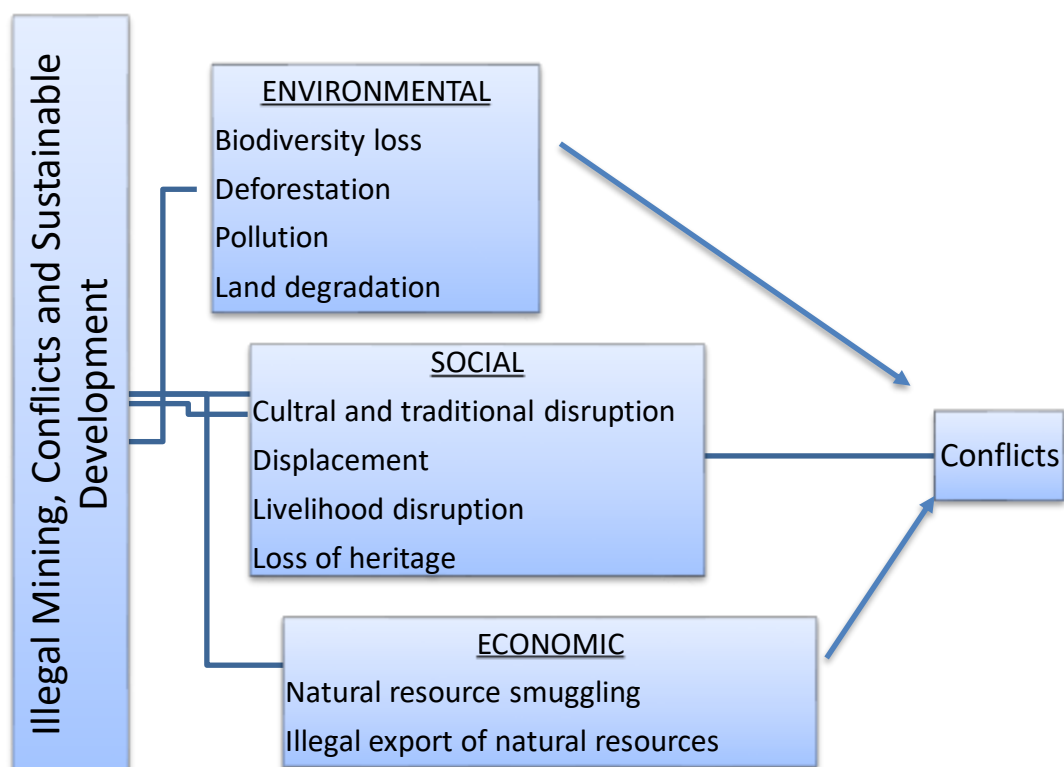 Illegal Mining, Conflicts and Sustainable
Development
ENVIRONMENTAL
Biodiversity loss
Deforestation
Pollution
Land degradation
SOCIAL
Cultral and traditional disruption
Displacement
Livelihood disruption
Loss of heritage
ECONOMIC
Natural resource smuggling
Illegal export of natural resources
Conflicts